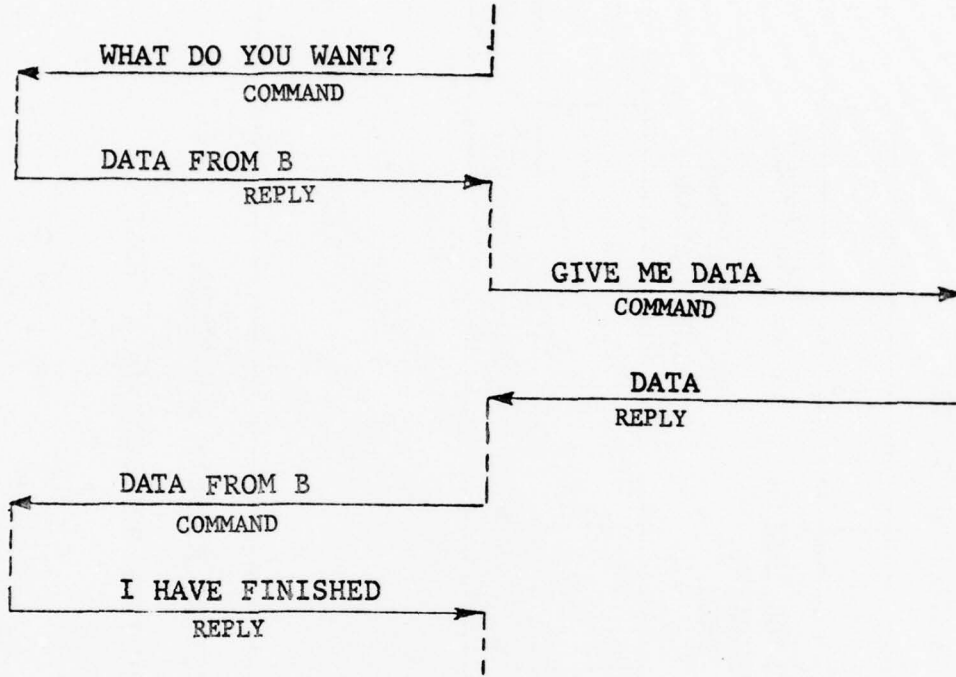 WHAT DO YOU WANT?
COMMAND
DATA FROM B
REPLY
GIVE ME DATA
COMMAND
DATA
REPLY
DATA FROM B
COMMAND
I HAVE FINISHED
REPLY